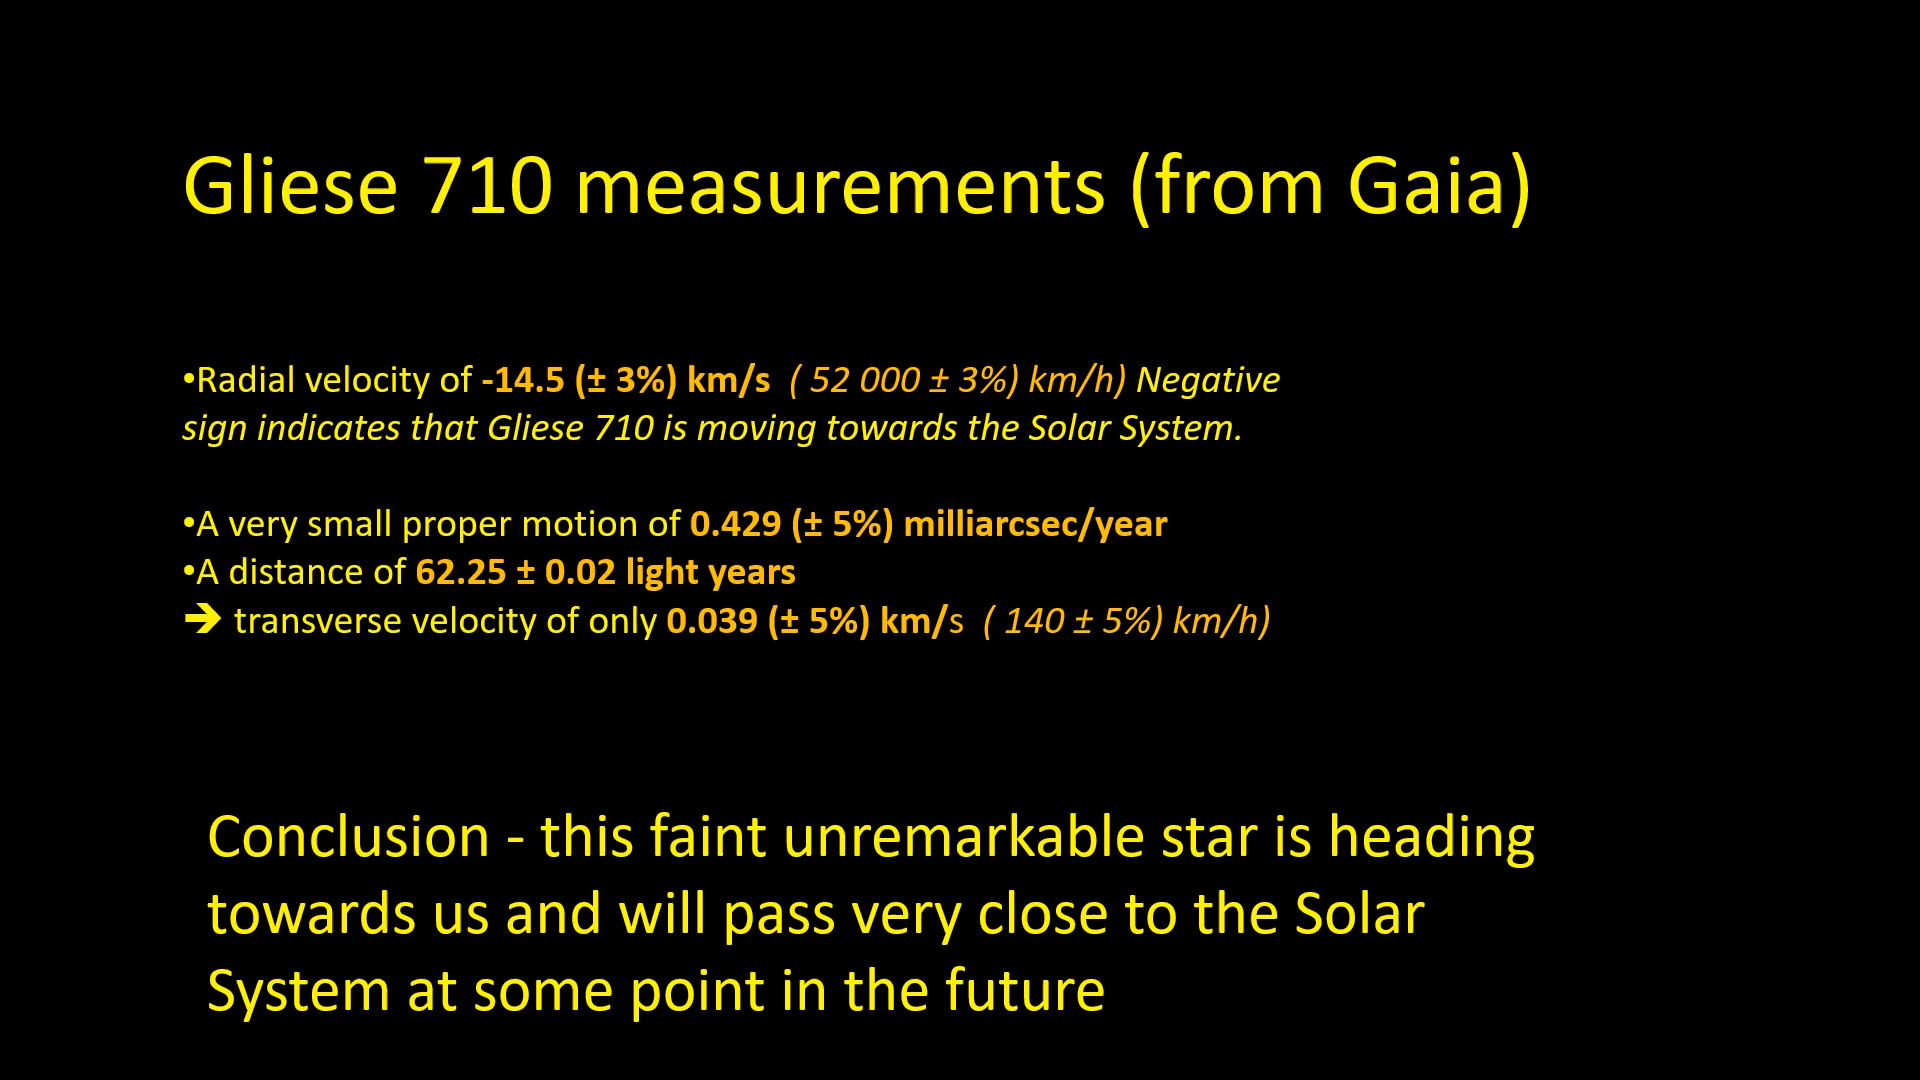 Gliese 710 measurements (from Gaia)
•Radial velocity of -14.5 (± 3%) km/s ( 52 000 ± 3%) km/h) Negative
sign indicates that Gliese 710 is moving towards the Solar System.
•A very small proper motion of 0.429 (± 5%) milliarcsec/year
•A distance of 62.25 ± 0.02 light years
➔ transverse velocity of only 0.039 (± 5%) km/s ( 140 ± 5%) km/h)
Conclusion - this faint unremarkable star is heading
towards us and will pass very close to the Solar
System at some point in the future